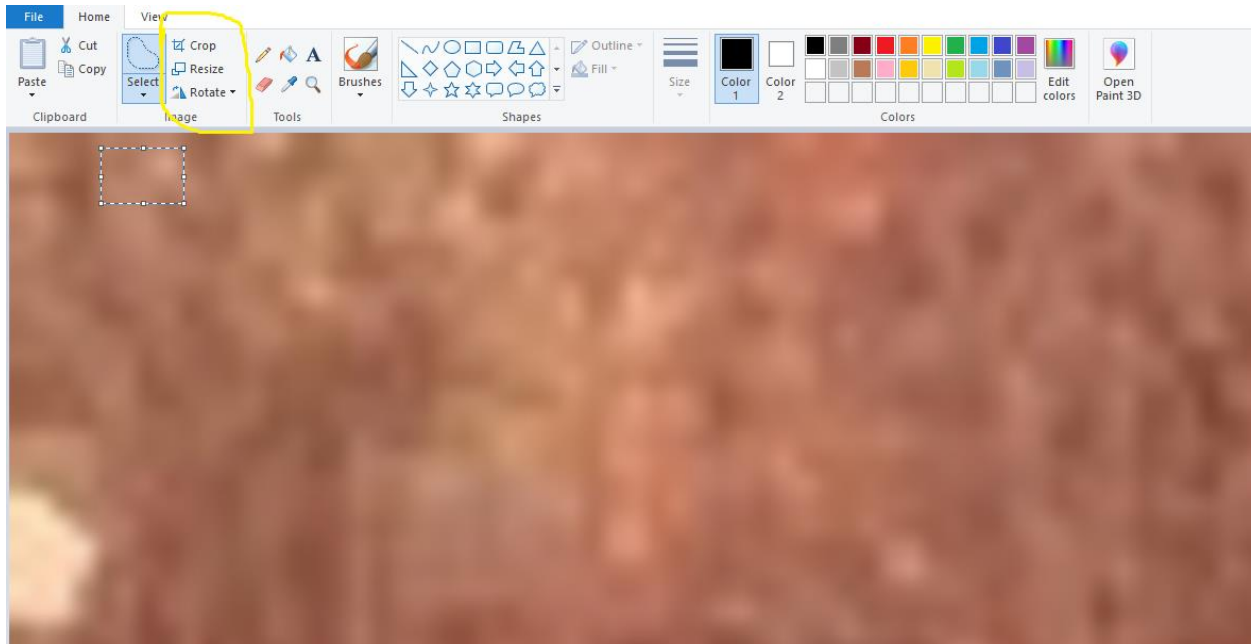 File Home View
Cut
Copy
Paste
Clipboard
Select
Crop
Resize
Rotate
Image
A
Tools
Brushes
Outline
Fill
Shapes
Size
Color 1
Color 2
Edit colors
Colors
Open Paint 3D